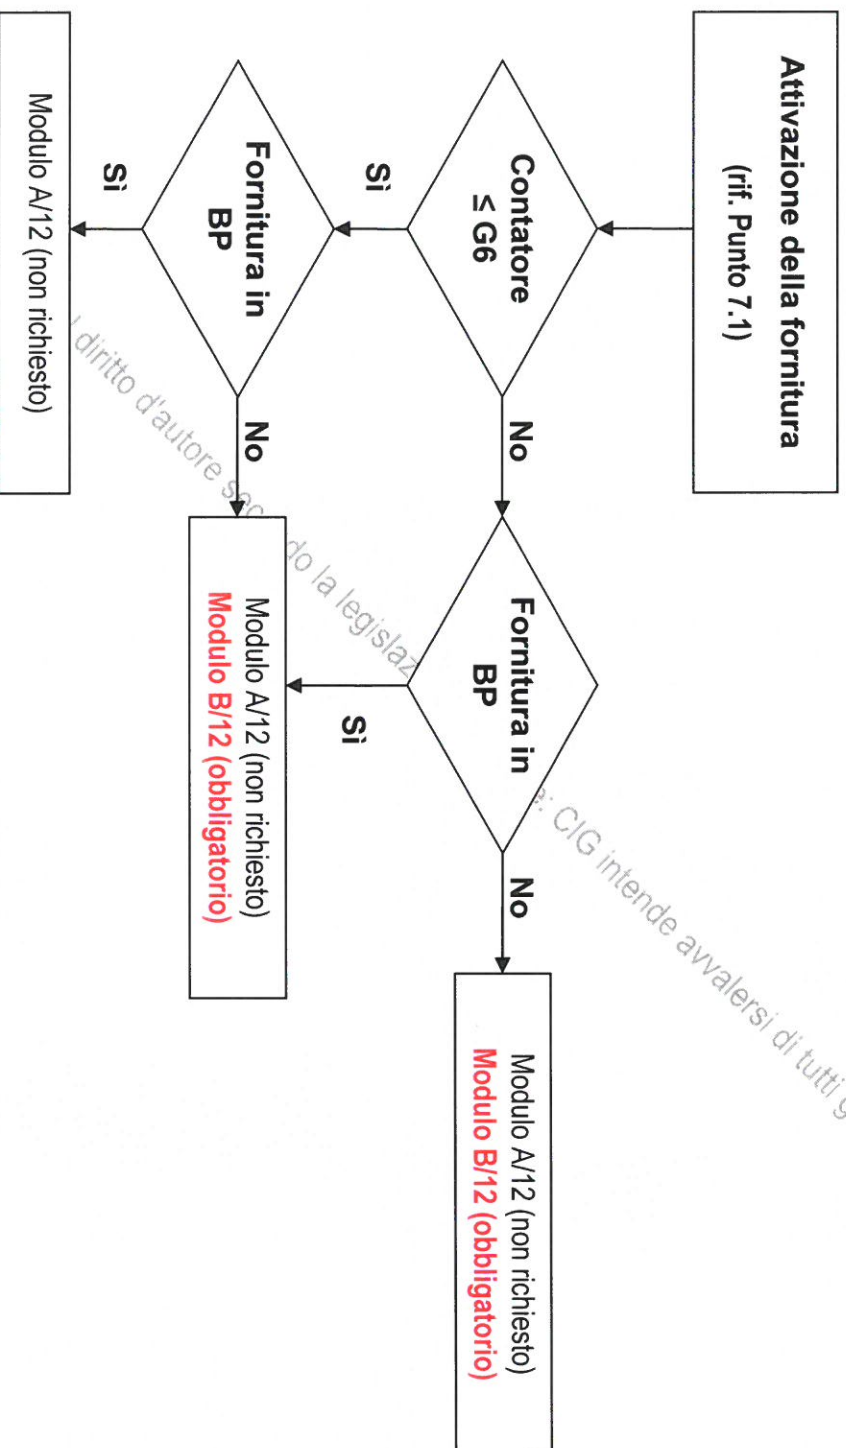 Attivazione della fornitura
(rif. Punto 7.1)
Contatore
≤ G6
No
Fornitura in
BP
No
Modulo A/12 (non richiesto)
Modulo B/12 (obbligatorio)
Sì
Sì
Fornitura in
BP
No
Modulo A/12 (non richiesto)
Modulo B/12 (obbligatorio)
Sì
Modulo A/12 (non richiesto)
diritto d'autore secondo la legislaz
e: CIG intende avvalersi di tutti g